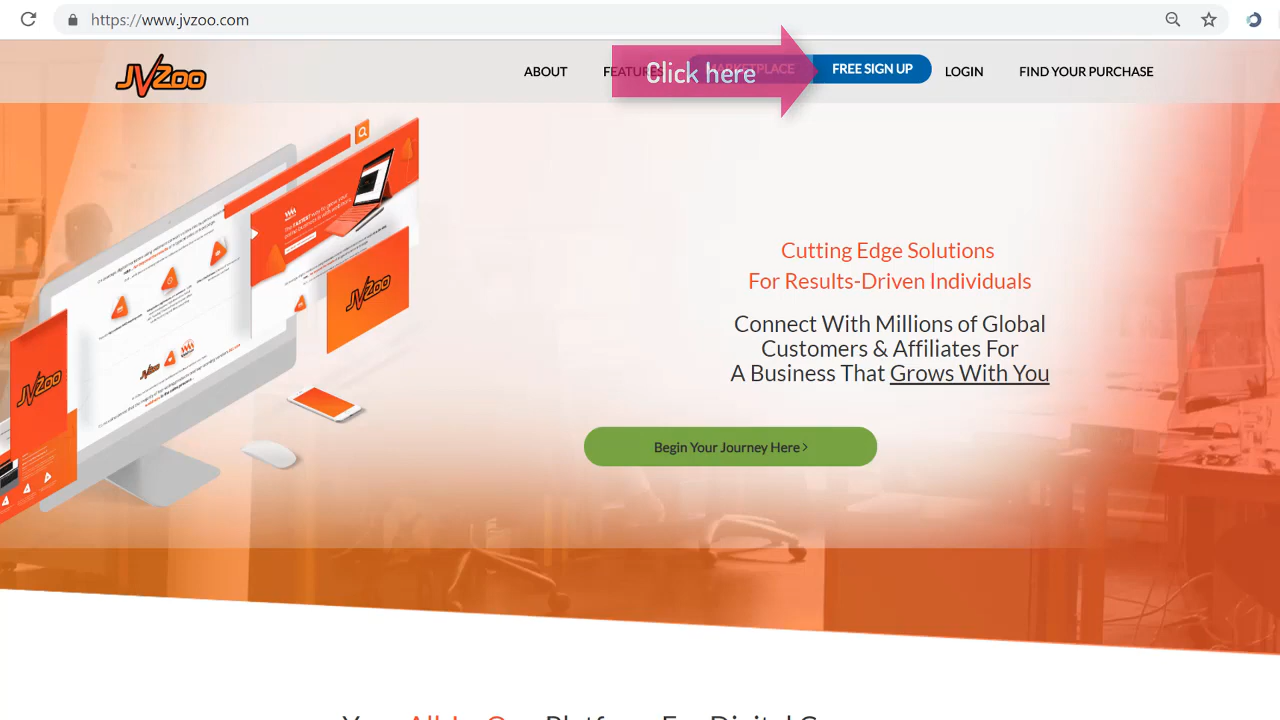 https://www.jvzoo.com
JVZoo
ABOUT
FEATURES
MARKETPLACE
Click here
FREE SIGN UP
LOGIN
FIND YOUR PURCHASE
JVZoo
JVZoo
Cutting Edge Solutions
For Results-Driven Individuals
Connect With Millions of Global
Customers & Affiliates For
A Business That Grows With You
Begin Your Journey Here >